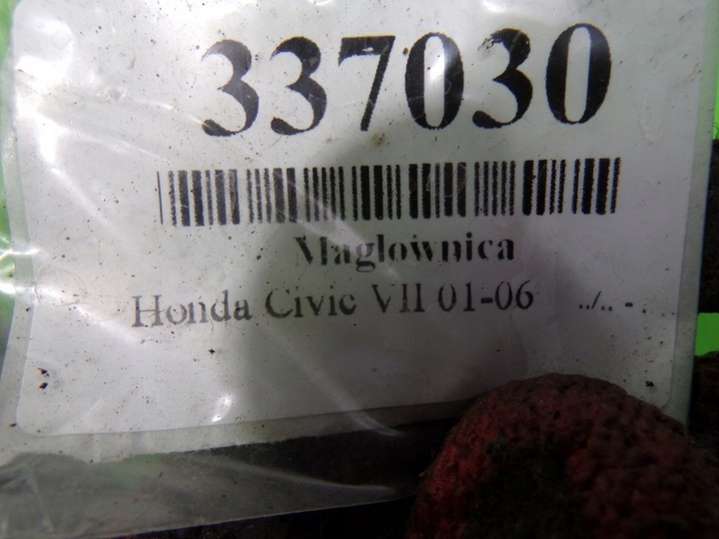 337030
Maglownica
Honda Civic VII 01-06 ../.. - .